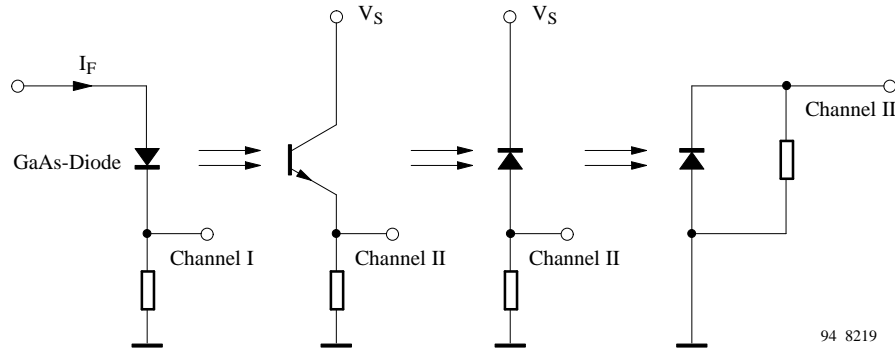 V_S
V_S
I_F
Channel II
GaAs-Diode
Channel I
Channel II
Channel II
94 8219